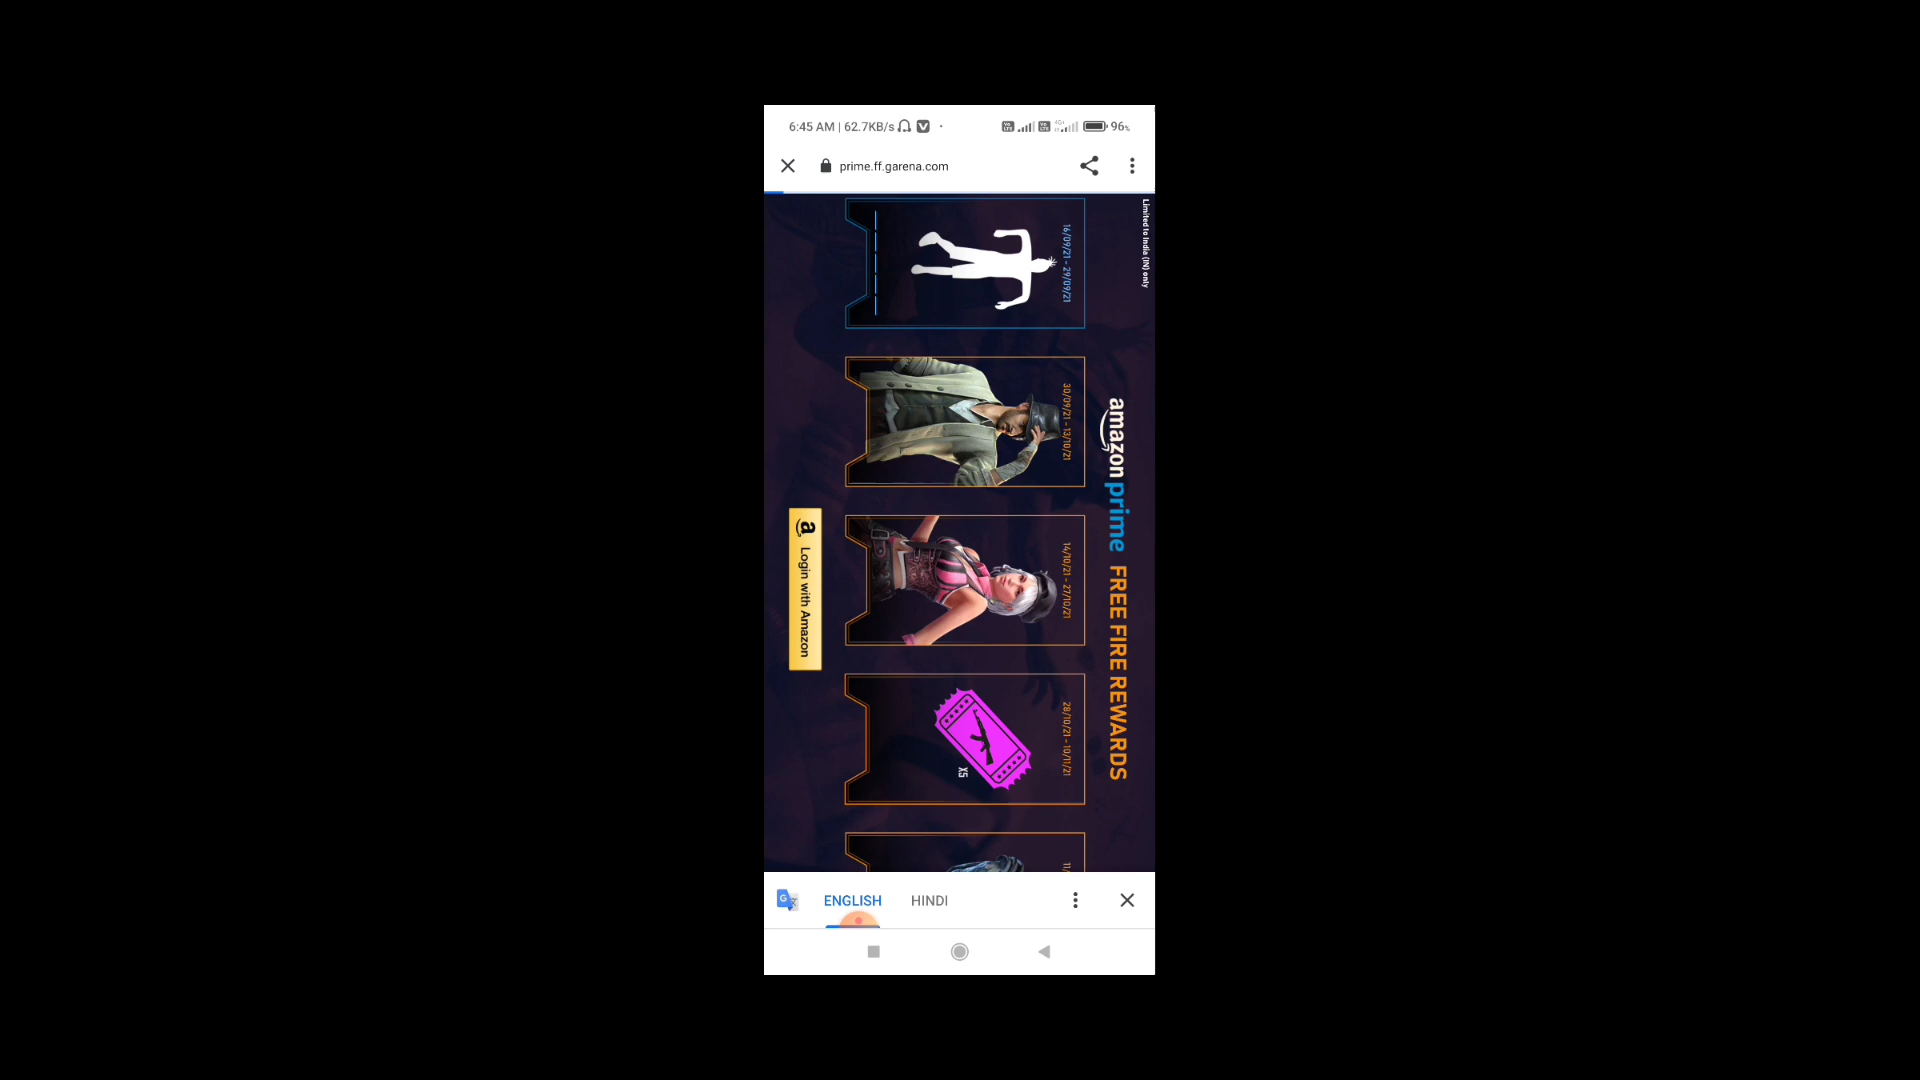 6:45 AM | 62.7KB/s
96%
prime.ff.garena.com
Limited to India (IN) only
amazon prime FREE FIRE REWARDS
16/09/21 - 29/09/21
30/09/21 - 13/10/21
14/10/21 - 27/10/21
28/10/21 - 10/11/21
X5
11/
a Login with Amazon
ENGLISH
HINDI